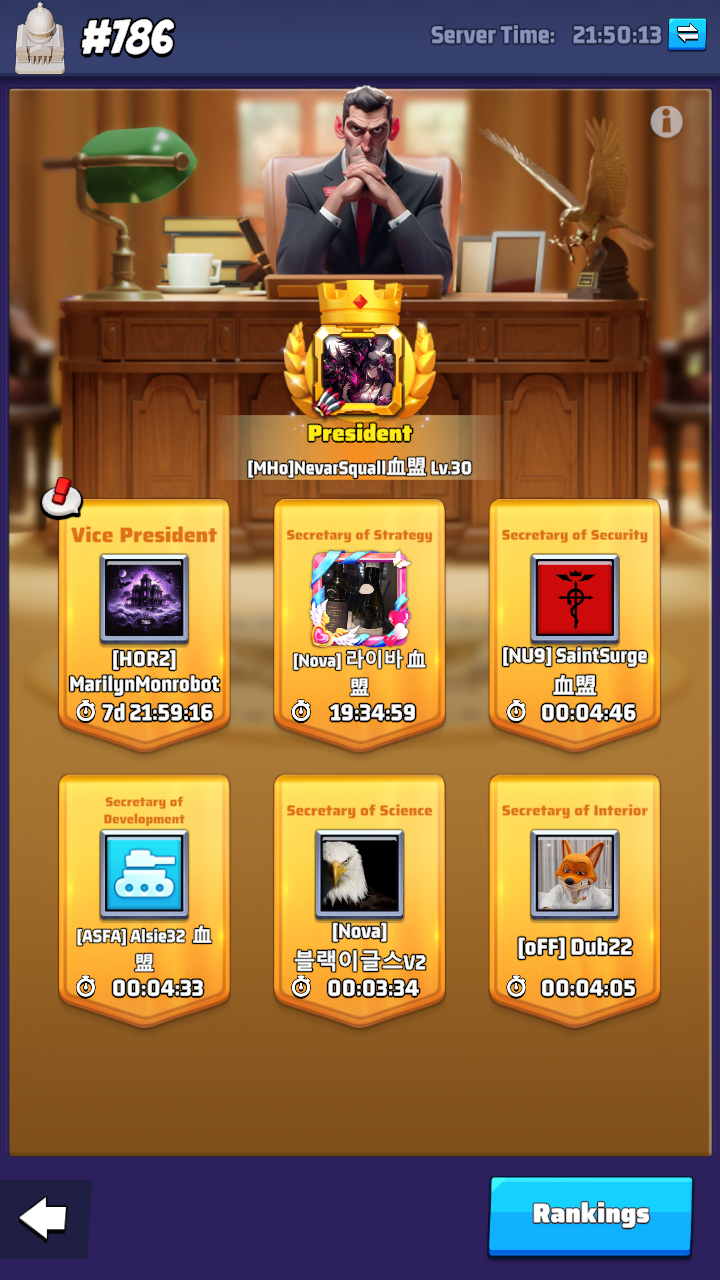 #786
Server Time: 21:50:13
President
[MHo]NevarSquall血盟 Lv.30
Vice President
[HOR2]
MarilynMonrobot
7d 21:59:16
Secretary of Strategy
[Nova] 라이바 血
盟
19:34:59
Secretary of Security
[NU9] SaintSurge
血盟
00:04:46
Secretary of
Development
[ASFA] Alsie32 血
盟
00:04:33
Secretary of Science
[Nova]
블랙이글스V2
00:03:34
Secretary of Interior
[oFF] Dub22
00:04:05
Rankings